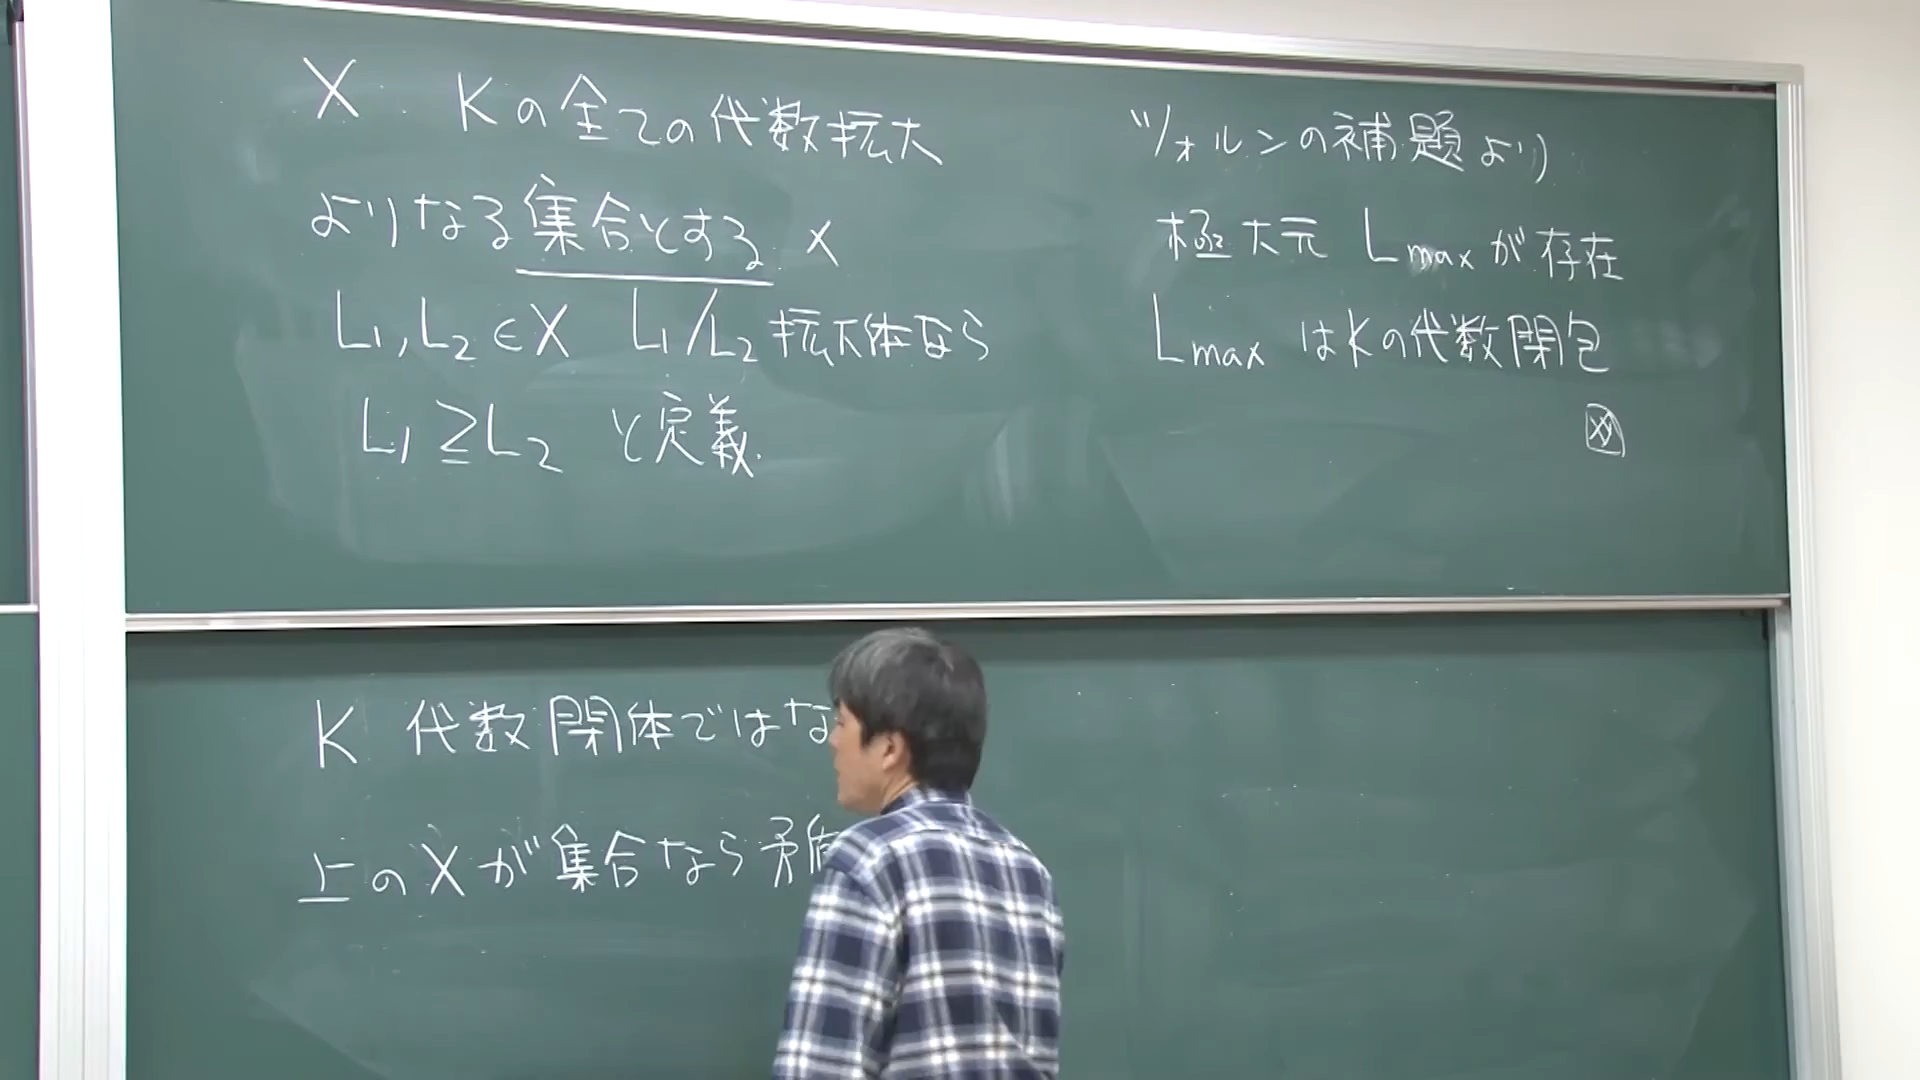 X K の全ての代数拡大
よりなる集合とする ×
L₁, L₂ ∈ X L₁/L₂ 拡大体なら
L₁ ≧ L₂ と定義.
ツォルンの補題より
極大元 L max が存在
L max は K の代数閉包
K 代数閉体ではな
上の X が集合なら矛盾